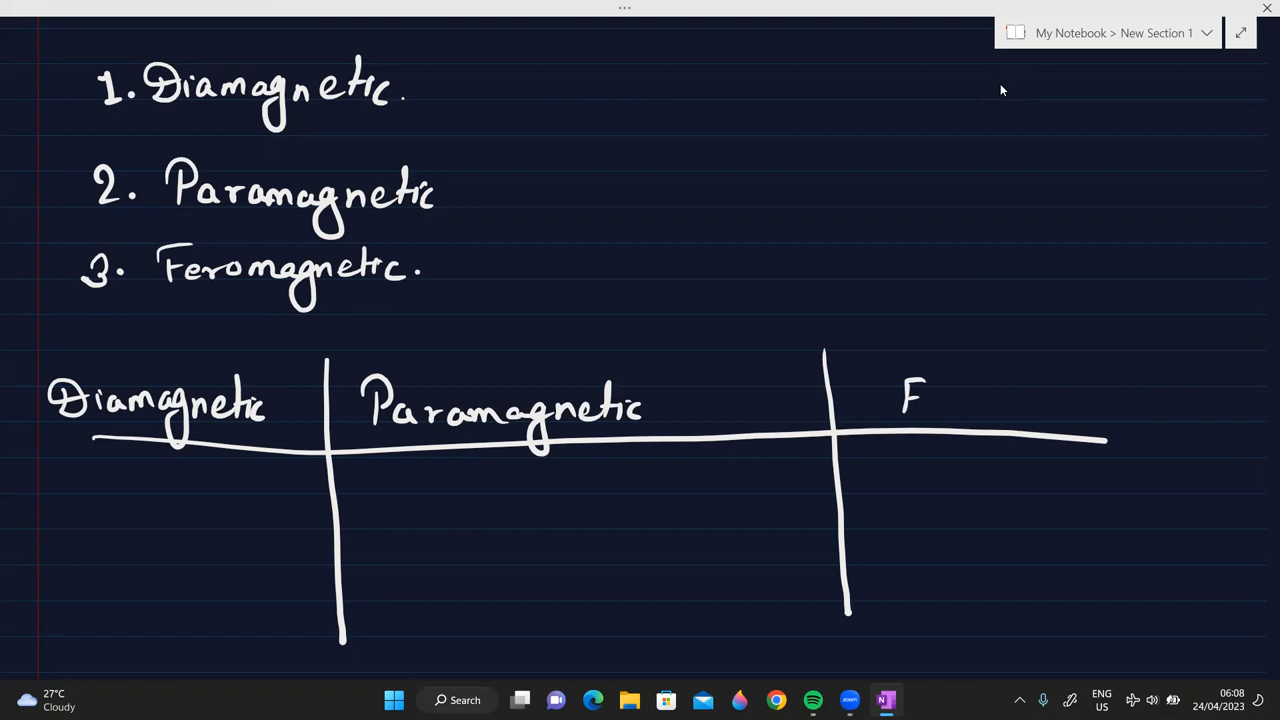 ...
My Notebook > New Section 1
1. Diamagnetic.
2. Paramagnetic
3. Feromagnetic.
Diamagnetic Paramagnetic F
27°C
Cloudy
Search
zoom
N
ENG
US
06:08
24/04/2023